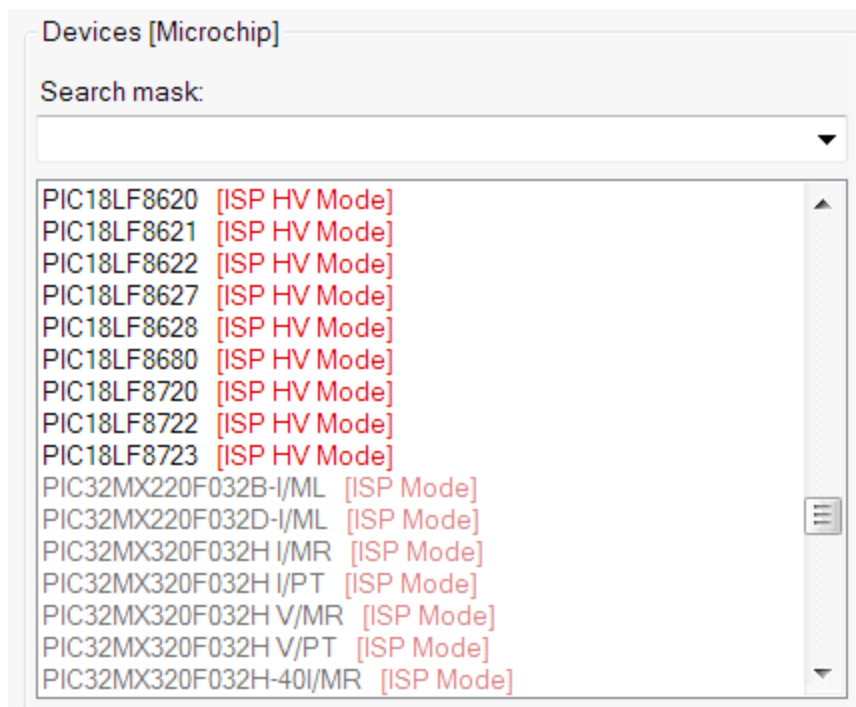 Devices [Microchip]
Search mask:
PIC18LF8620 [ISP HV Mode]
PIC18LF8621 [ISP HV Mode]
PIC18LF8622 [ISP HV Mode]
PIC18LF8627 [ISP HV Mode]
PIC18LF8628 [ISP HV Mode]
PIC18LF8680 [ISP HV Mode]
PIC18LF8720 [ISP HV Mode]
PIC18LF8722 [ISP HV Mode]
PIC18LF8723 [ISP HV Mode]
PIC32MX220F032B-I/ML [ISP Mode]
PIC32MX220F032D-I/ML [ISP Mode]
PIC32MX320F032H I/MR [ISP Mode]
PIC32MX320F032H I/PT [ISP Mode]
PIC32MX320F032H V/MR [ISP Mode]
PIC32MX320F032H V/PT [ISP Mode]
PIC32MX320F032H-40I/MR [ISP Mode]